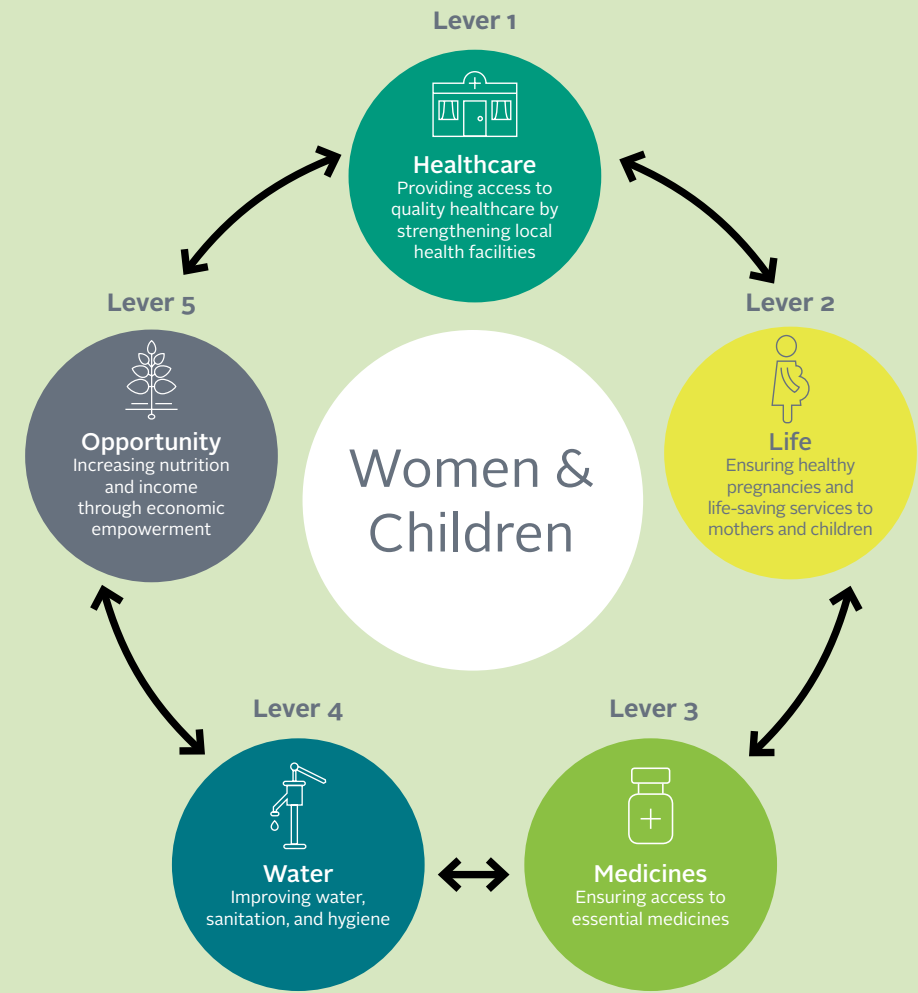 Lever 1
Healthcare
Providing access to
quality healthcare by
strengthening local
health facilities
Lever 2
Life
Ensuring healthy
pregnancies and
life-saving services to
mothers and children
Lever 3
Medicines
Ensuring access to
essential medicines
Lever 4
Water
Improving water,
sanitation, and hygiene
Lever 5
Opportunity
Increasing nutrition
and income
through economic
empowerment
Women &
Children